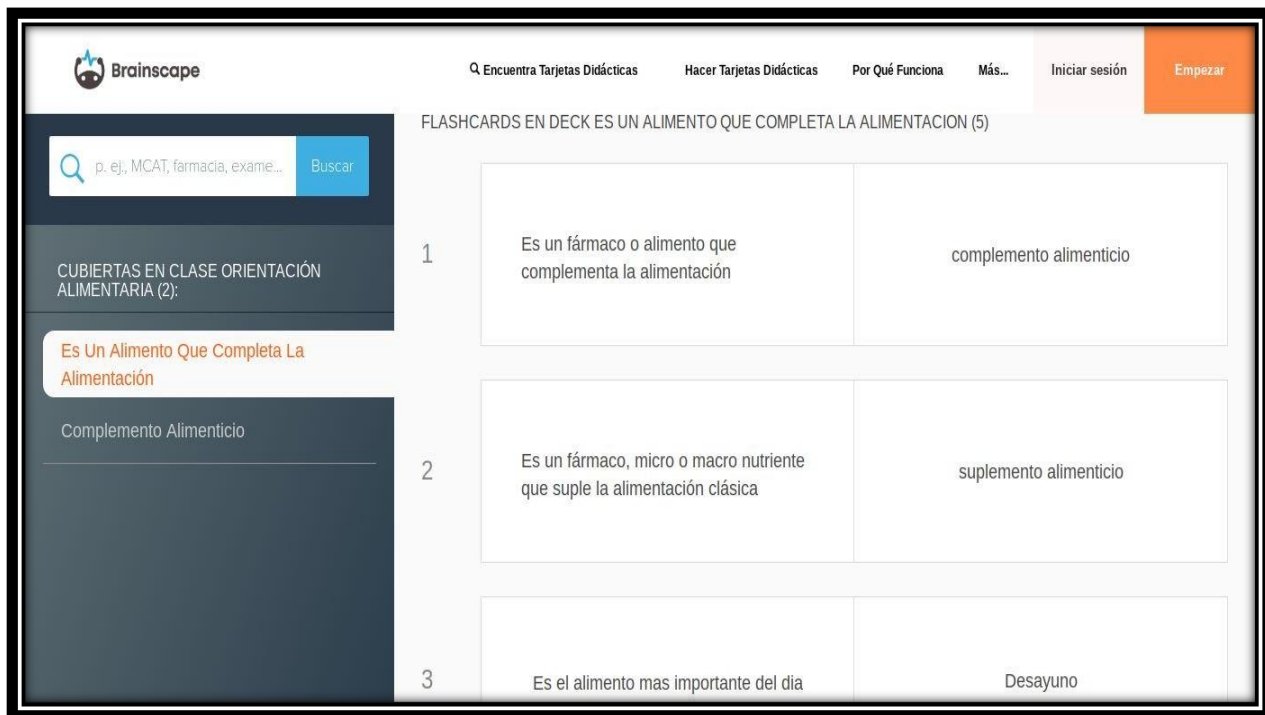 Brainscape
Encuentra Tarjetas Didácticas
Hacer Tarjetas Didácticas
Por Qué Funciona
Más...
Iniciar sesión
Empezar
p. ej., MCAT, farmacia, exame...
Buscar
CUBIERTAS EN CLASE ORIENTACIÓN
ALIMENTARIA (2):
Es Un Alimento Que Completa La
Alimentación
Complemento Alimenticio
FLASHCARDS EN DECK ES UN ALIMENTO QUE COMPLETA LA ALIMENTACIÓN (5)
1
Es un fármaco o alimento que
complementa la alimentación
complemento alimenticio
2
Es un fármaco, micro o macro nutriente
que suple la alimentación clásica
suplemento alimenticio
3
Es el alimento mas importante del dia
Desayuno